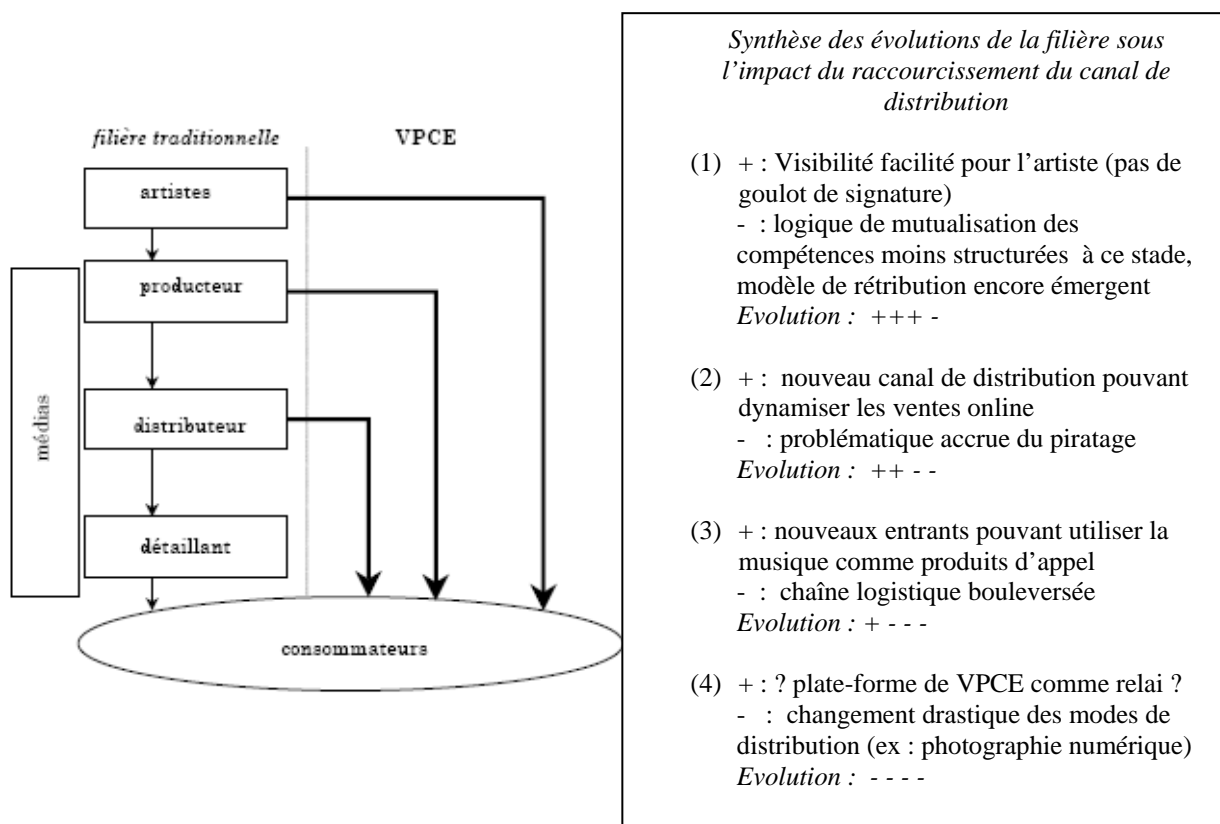 filière traditionnelle
VPCE
artistes
producteur
distributeur
détaillant
médias
consommateurs
Synthèse des évolutions de la filière sous
l’impact du raccourcissement du canal de
distribution
(1) + : Visibilité facilité pour l’artiste (pas de
goulot de signature)
- : logique de mutualisation des
compétences moins structurées à ce stade,
modèle de rétribution encore émergent
Evolution : +++ -
(2) + : nouveau canal de distribution pouvant
dynamiser les ventes online
- : problématique accrue du piratage
Evolution : ++ - -
(3) + : nouveaux entrants pouvant utiliser la
musique comme produits d’appel
- : chaîne logistique bouleversée
Evolution : + - - -
(4) + : ? plate-forme de VPCE comme relai ?
- : changement drastique des modes de
distribution (ex : photographie numérique)
Evolution : - - - -